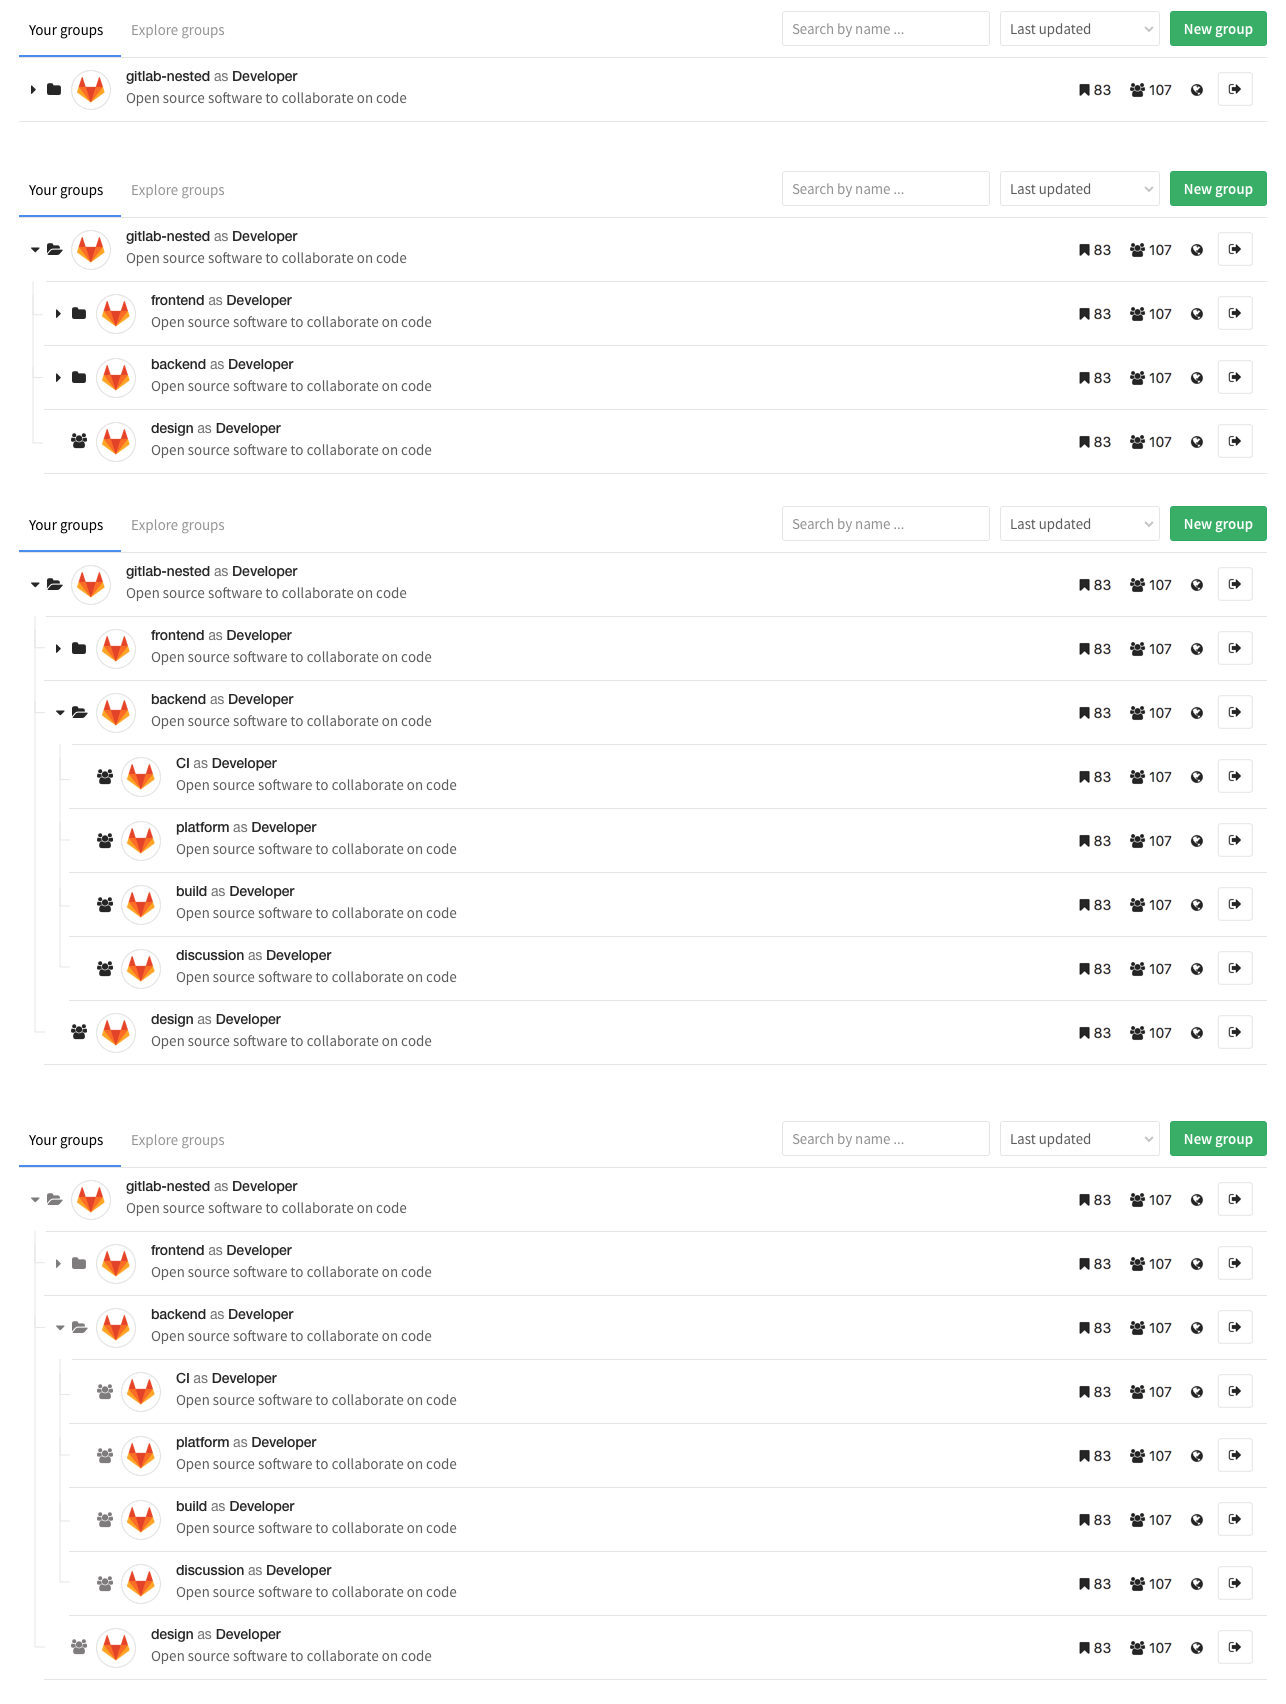 Your groups Explore groups Search by name ... Last updated New group
gitlab-nested as Developer
Open source software to collaborate on code 83 107
Your groups Explore groups Search by name ... Last updated New group
gitlab-nested as Developer
Open source software to collaborate on code 83 107
frontend as Developer
Open source software to collaborate on code 83 107
backend as Developer
Open source software to collaborate on code 83 107
design as Developer
Open source software to collaborate on code 83 107
Your groups Explore groups Search by name ... Last updated New group
gitlab-nested as Developer
Open source software to collaborate on code 83 107
frontend as Developer
Open source software to collaborate on code 83 107
backend as Developer
Open source software to collaborate on code 83 107
CI as Developer
Open source software to collaborate on code 83 107
platform as Developer
Open source software to collaborate on code 83 107
build as Developer
Open source software to collaborate on code 83 107
discussion as Developer
Open source software to collaborate on code 83 107
design as Developer
Open source software to collaborate on code 83 107
Your groups Explore groups Search by name ... Last updated New group
gitlab-nested as Developer
Open source software to collaborate on code 83 107
frontend as Developer
Open source software to collaborate on code 83 107
backend as Developer
Open source software to collaborate on code 83 107
CI as Developer
Open source software to collaborate on code 83 107
platform as Developer
Open source software to collaborate on code 83 107
build as Developer
Open source software to collaborate on code 83 107
discussion as Developer
Open source software to collaborate on code 83 107
design as Developer
Open source software to collaborate on code 83 107